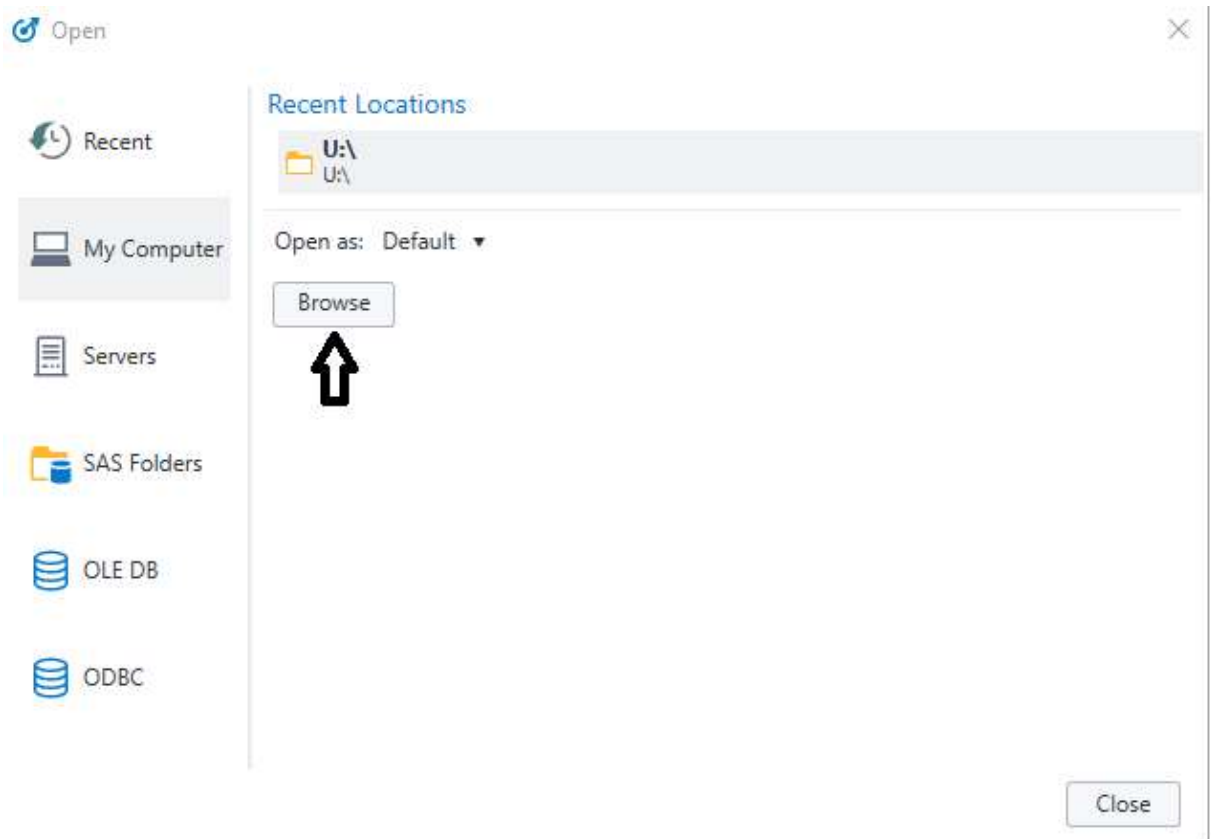 Open
Recent
My Computer
Servers
SAS Folders
OLE DB
ODBC
Recent Locations
U:\
U:\
Open as: Default
Browse
Close